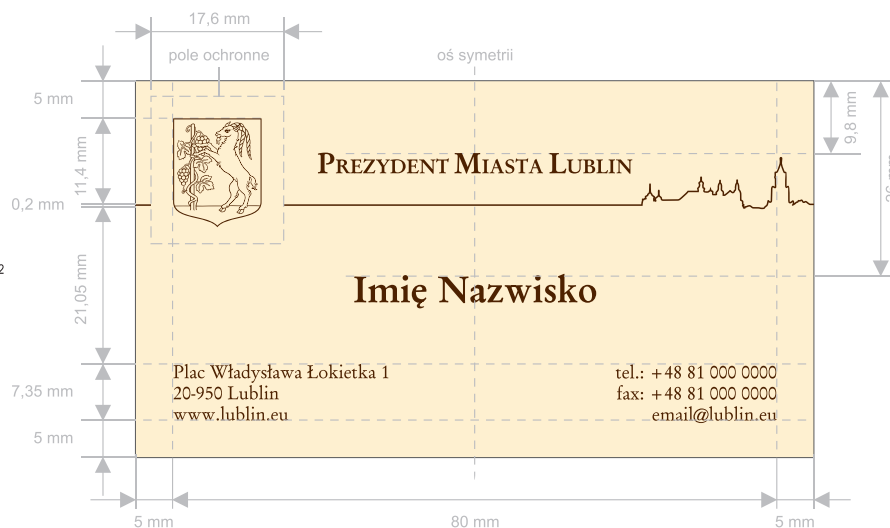 17,6 mm
pole ochronne
oś symetrii
5 mm
9,8 mm
11,4 mm
PREZYDENT MIASTA LUBLIN
0,2 mm
21,05 mm
Imię Nazwisko
Plac Władysława Łokietka 1
tel.: +48 81 000 0000
20-950 Lublin
fax: +48 81 000 0000
7,35 mm
www.lublin.eu
email@lublin.eu
5 mm
5 mm
80 mm
5 mm